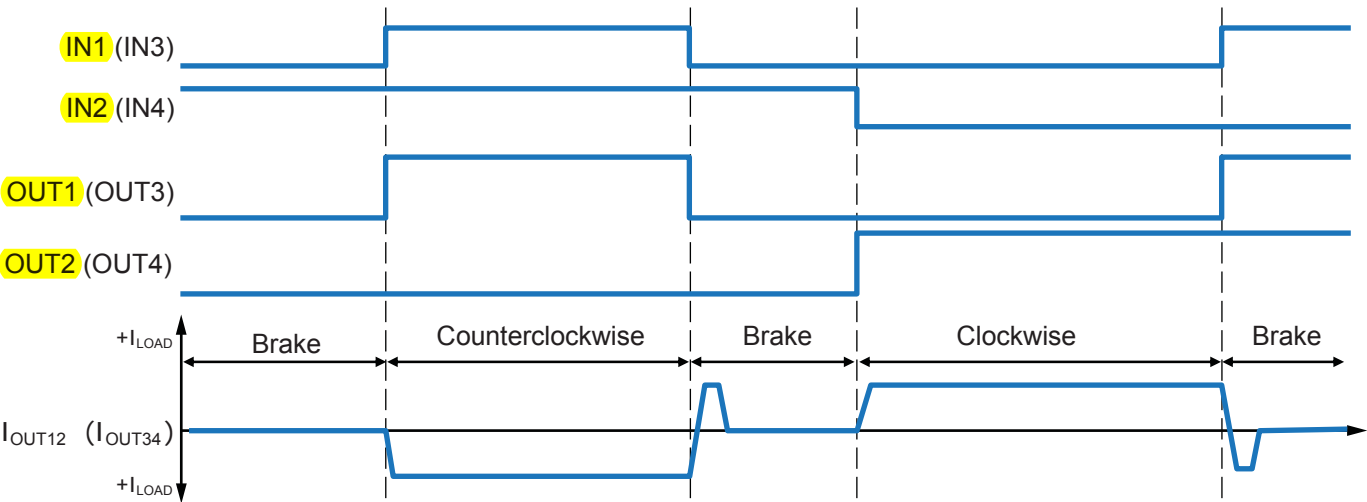 IN1 (IN3)
IN2 (IN4)
OUT1 (OUT3)
OUT2 (OUT4)
+ILOAD
Brake Counterclockwise Brake Clockwise Brake
IOUT12 (IOUT34)
+ILOAD